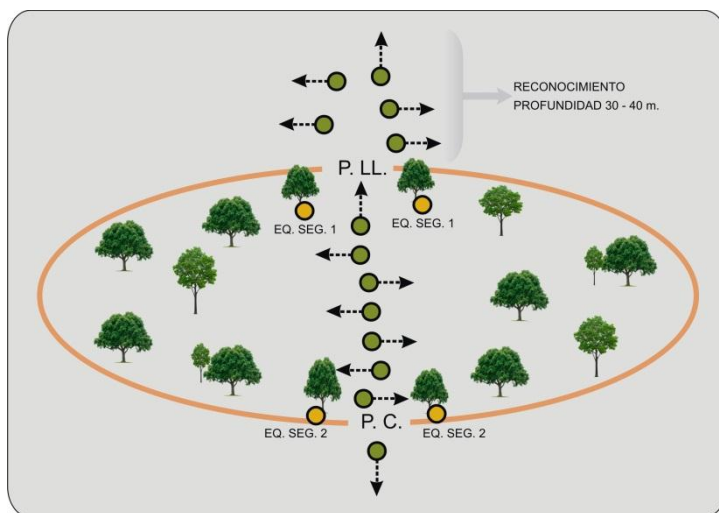 RECONOCIMIENTO
PROFUNDIDAD 30 - 40 m.
P. LL.
EQ. SEG. 1
EQ. SEG. 1
EQ. SEG. 2
P. C.
EQ. SEG. 2